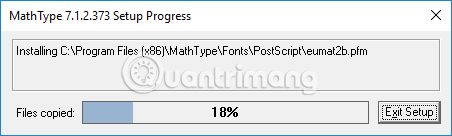 MathType 7.1.2.373 Setup Progress
Installing C:\Program Files (x86)\MathType\Fonts\PostScript\eumat2b.pfm
Quantrimang
Files copied:
18%
Exit Setup